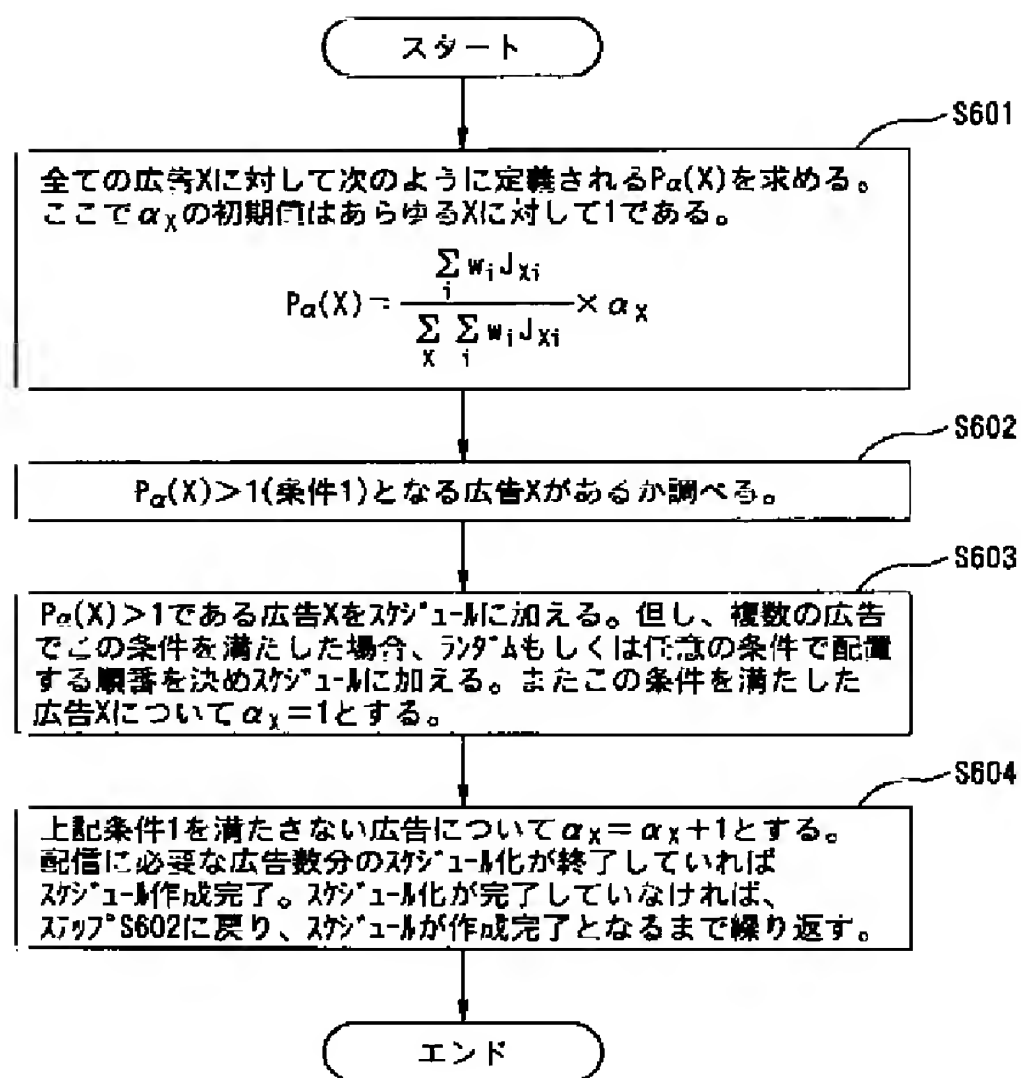 スタート
S601
全ての広告Xに対して次のように定義されるPα(X)を求める。
ここでαXの初期値はあらゆるXに対して1である。
Pα(X)=(Σi wiJXi)/(ΣX Σi wiJXi)×αX
S602
Pα(X)>1(条件1)となる広告Xがあるか調べる。
S603
Pα(X)>1である広告Xをｽｹｼﾞｭｰﾙに加える。但し、複数の広告
でこの条件を満たした場合、ﾗﾝﾀﾞﾑもしくは任意の条件で配置
する順番を決めｽｹｼﾞｭｰﾙに加える。またこの条件を満たした
広告Xについてαx=1とする。
S604
上記条件1を満たさない広告についてαx=αx+1とする。
配信に必要な広告数分のｽｹｼﾞｭｰﾙ化が終了していれば
ｽｹｼﾞｭｰﾙ作成完了。ｽｹｼﾞｭｰﾙ化が完了していなければ、
ｽﾃｯﾌﾟS602に戻り、ｽｹｼﾞｭｰﾙが作成完了となるまで繰り返す。
エンド